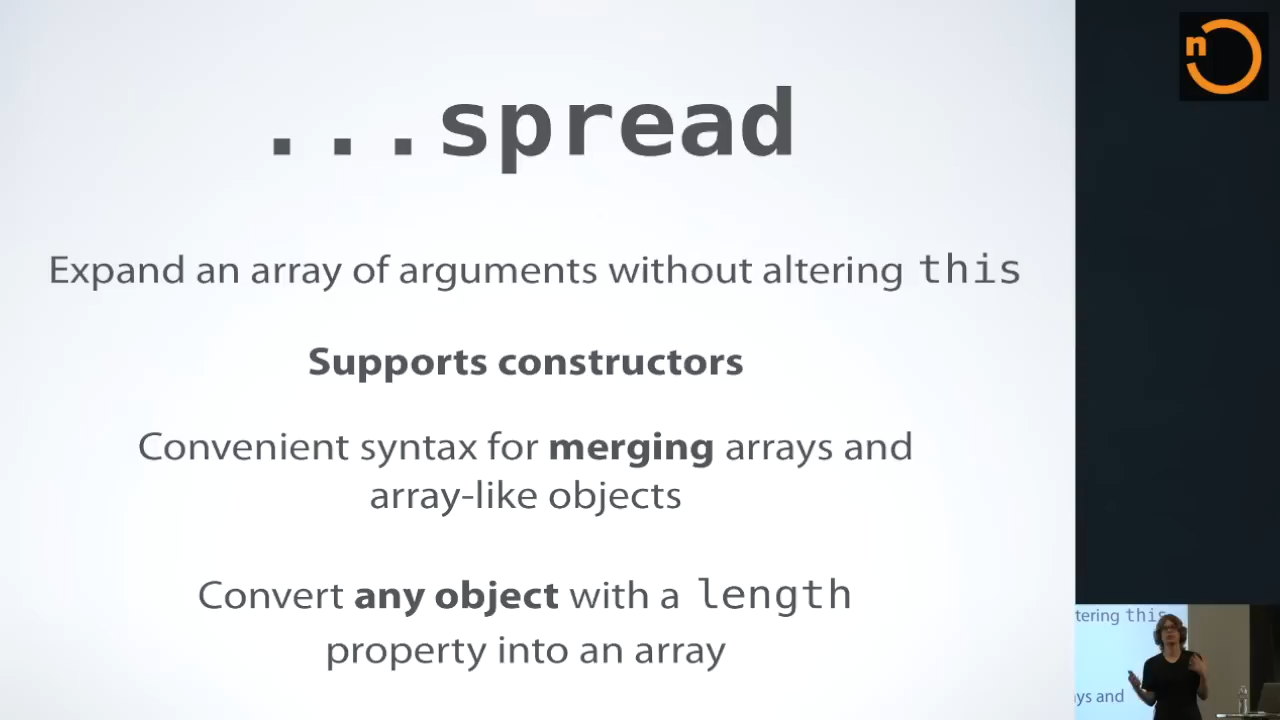 ...spread
Expand an array of arguments without altering this
Supports constructors
Convenient syntax for merging arrays and
array-like objects
Convert any object with a length
property into an array
n
tering this
ys and